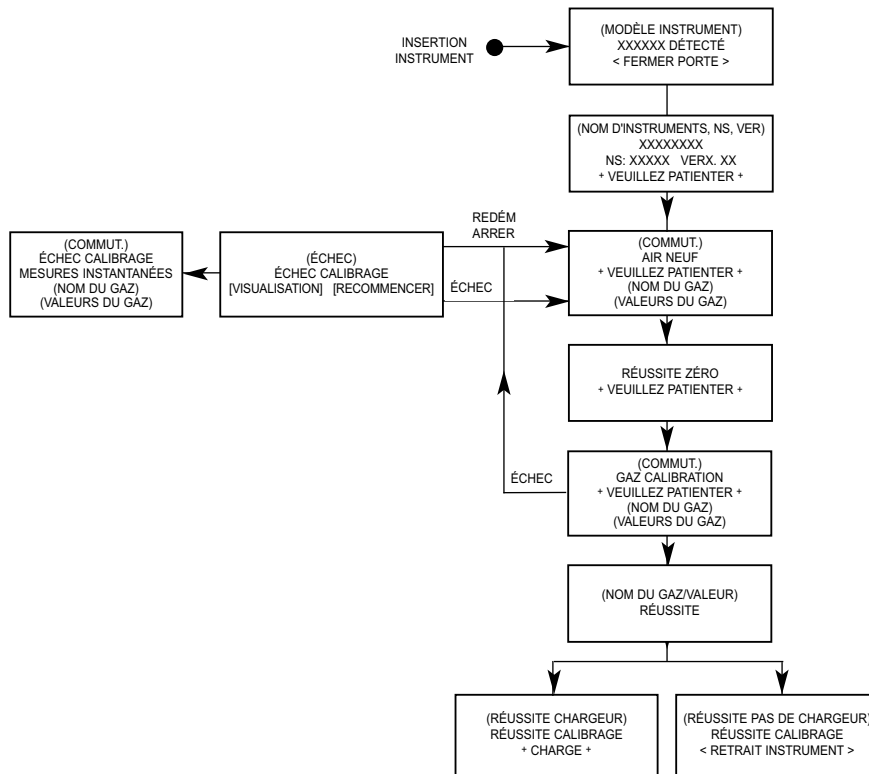 (MODÈLE INSTRUMENT)
XXXXXX DÉTECTÉ
< FERMER PORTE >
INSERTION
INSTRUMENT
(NOM D'INSTRUMENTS, NS, VER)
XXXXXXXX
NS: XXXXX VERX. XX
+ VEUILLEZ PATIENTER +
REDÉM
ARRER
(COMMUT.)
ÉCHEC CALIBRAGE
MESURES INSTANTANÉES
(NOM DU GAZ)
(VALEURS DU GAZ)
(ÉCHEC)
ÉCHEC CALIBRAGE
[VISUALISATION] [RECOMMENCER]
ÉCHEC
(COMMUT.)
AIR NEUF
+ VEUILLEZ PATIENTER +
(NOM DU GAZ)
(VALEURS DU GAZ)
RÉUSSITE ZÉRO
+ VEUILLEZ PATIENTER +
ÉCHEC
(COMMUT.)
GAZ CALIBRATION
+ VEUILLEZ PATIENTER +
(NOM DU GAZ)
(VALEURS DU GAZ)
(NOM DU GAZ/VALEUR)
RÉUSSITE
(RÉUSSITE CHARGEUR)
RÉUSSITE CALIBRAGE
+ CHARGE +
(RÉUSSITE PAS DE CHARGEUR)
RÉUSSITE CALIBRAGE
< RETRAIT INSTRUMENT >